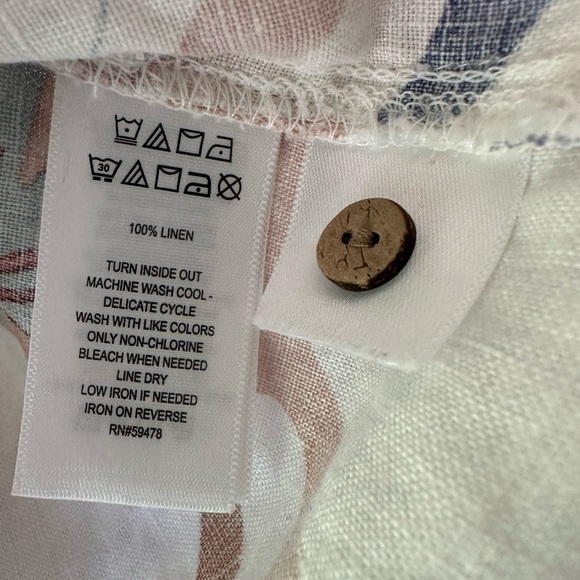 30
100% LINEN
TURN INSIDE OUT
MACHINE WASH COOL -
DELICATE CYCLE
WASH WITH LIKE COLORS
ONLY NON-CHLORINE
BLEACH WHEN NEEDED
LINE DRY
LOW IRON IF NEEDED
IRON ON REVERSE
RN#59478